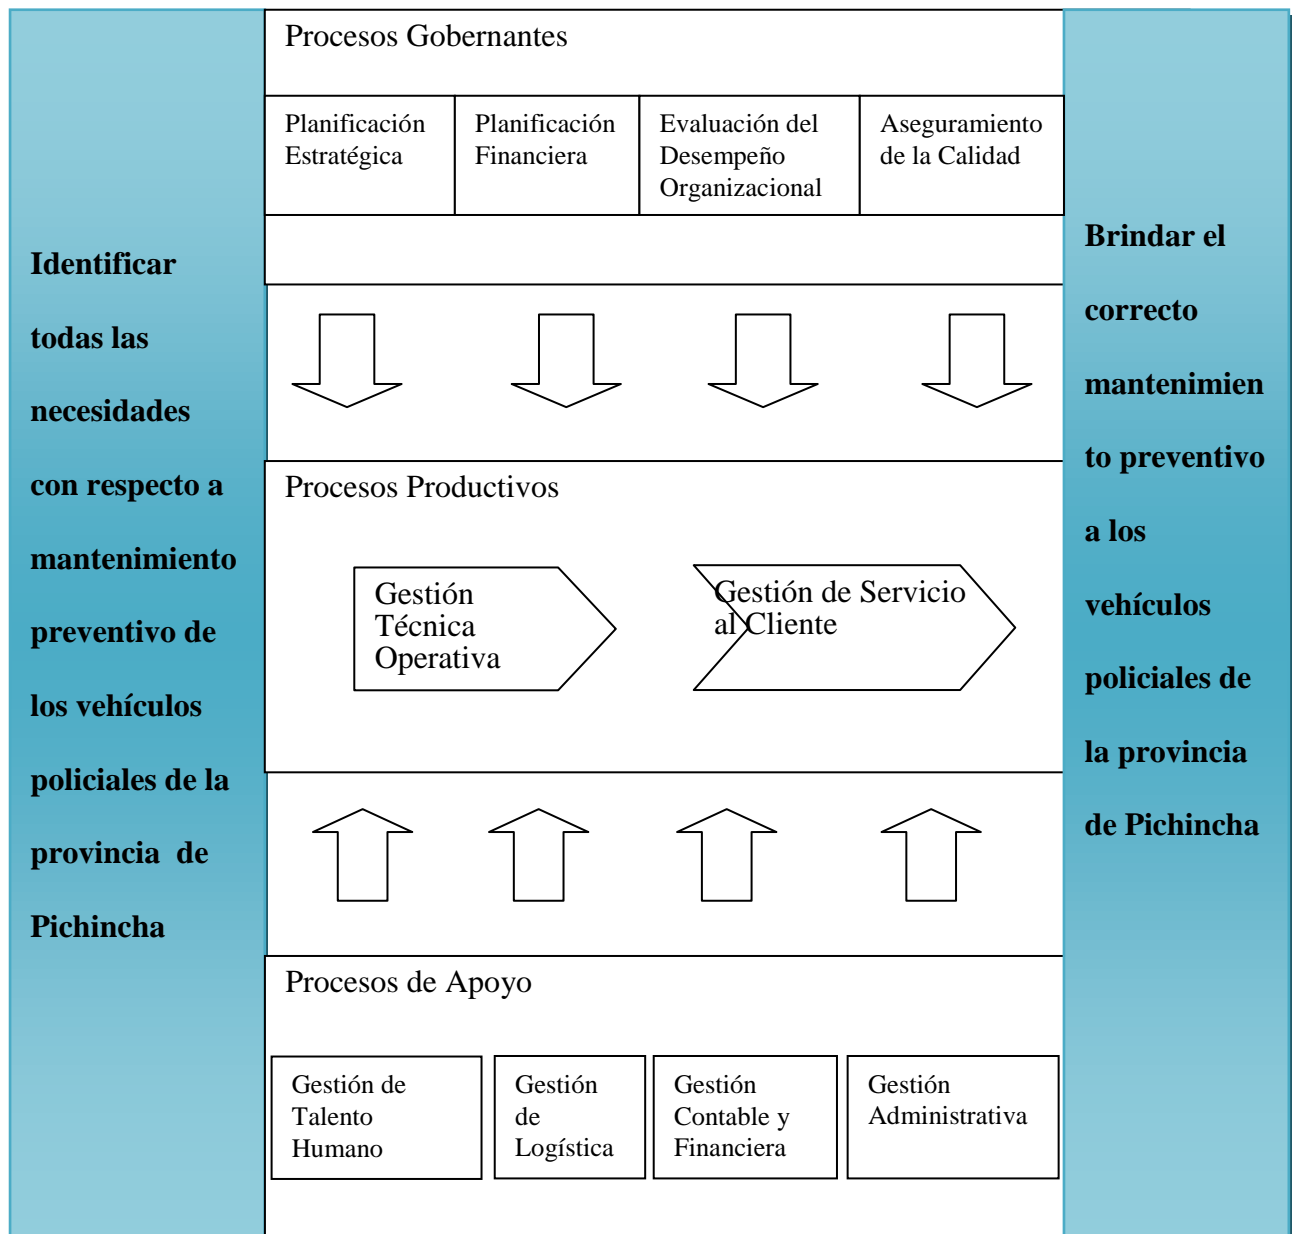 Identificar
todas las
necesidades
con respecto a
mantenimiento
preventivo de
los vehículos
policiales de la
provincia de
Pichincha
Procesos Gobernantes
Planificación
Estratégica
Planificación
Financiera
Evaluación del
Desempeño
Organizacional
Aseguramiento
de la Calidad
Procesos Productivos
Gestión
Técnica
Operativa
Gestión de Servicio
al Cliente
Procesos de Apoyo
Gestión de
Talento
Humano
Gestión
de
Logística
Gestión
Contable y
Financiera
Gestión
Administrativa
Brindar el
correcto
mantenimien
to preventivo
a los
vehículos
policiales de
la provincia
de Pichincha